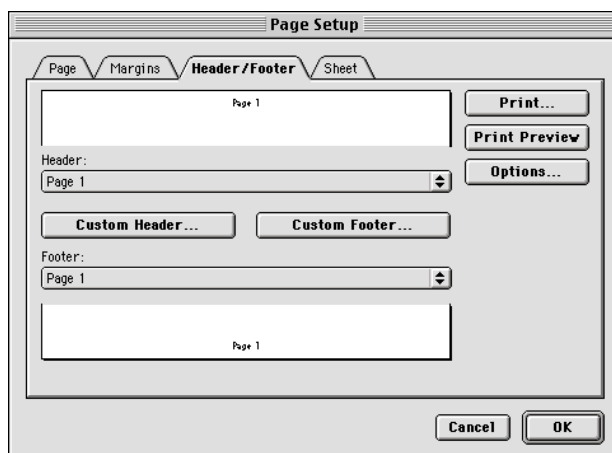 Page Setup
Page Margins Header/Footer Sheet
Page 1
Print...
Print Preview
Options...
Header:
Page 1
Custom Header... Custom Footer...
Footer:
Page 1
Page 1
Cancel OK